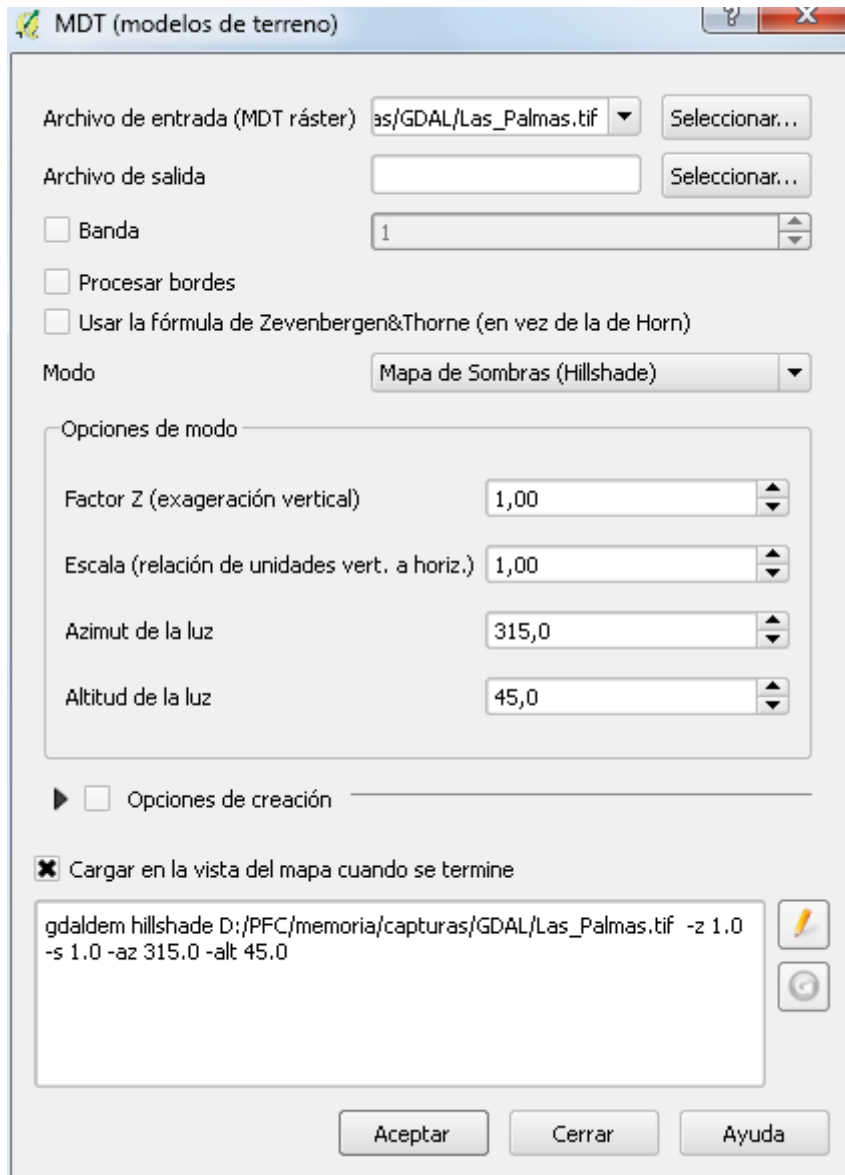 MDT (modelos de terreno)
Archivo de entrada (MDT ráster) as/GDAL/Las_Palmas.tif Seleccionar...
Archivo de salida Seleccionar...
Banda 1
Procesar bordes
Usar la fórmula de Zevenbergen&Thorne (en vez de la de Horn)
Modo Mapa de Sombras (Hillshade)
Opciones de modo
Factor Z (exageración vertical) 1,00
Escala (relación de unidades vert. a horiz.) 1,00
Azimut de la luz 315,0
Altitud de la luz 45,0
Opciones de creación
Cargar en la vista del mapa cuando se termine
gdaldem hillshade D:/PFC/memoria/capturas/GDAL/Las_Palmas.tif -z 1.0
-s 1.0 -az 315.0 -alt 45.0
Aceptar Cerrar Ayuda